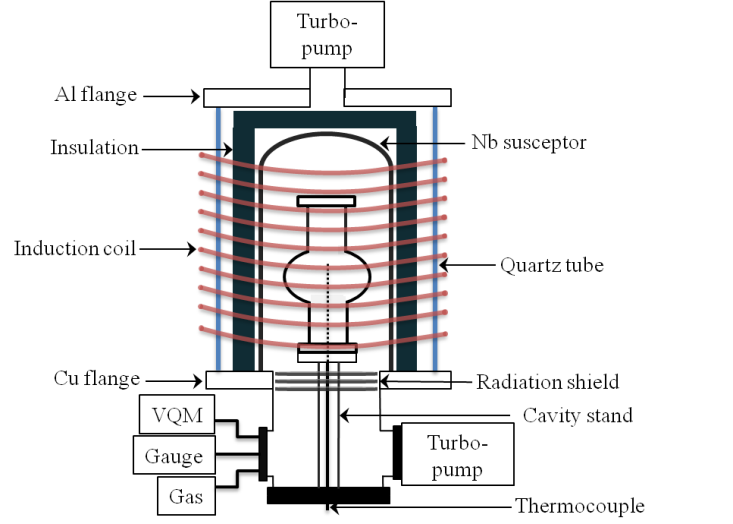 Turbo-
pump
Al flange
Insulation
Nb susceptor
Induction coil
Quartz tube
Cu flange
Radiation shield
VQM
Cavity stand
Gauge
Turbo-
pump
Gas
Thermocouple